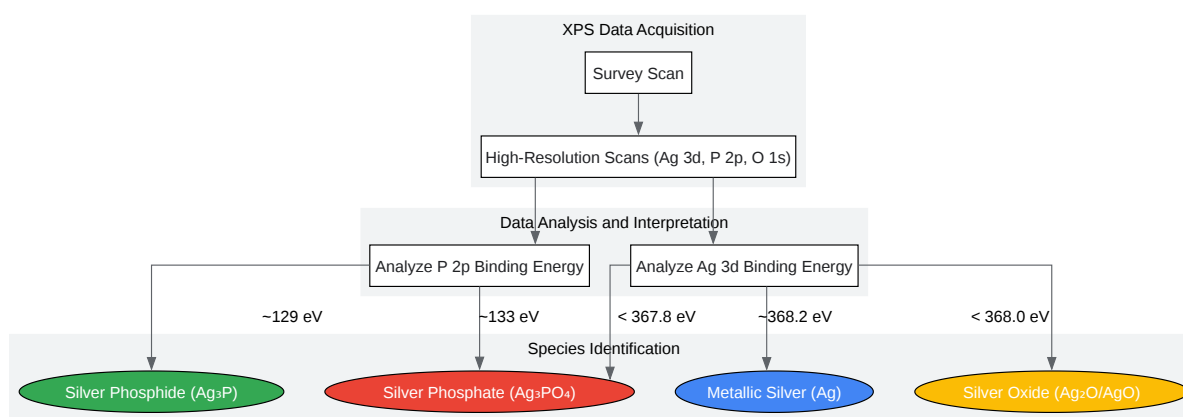 XPS Data Acquisition
Survey Scan
High-Resolution Scans (Ag 3d, P 2p, O 1s)
Data Analysis and Interpretation
Analyze P 2p Binding Energy
Analyze Ag 3d Binding Energy
~129 eV
~133 eV
< 367.8 eV
~368.2 eV
< 368.0 eV
Species Identification
Silver Phosphide (Ag₃P)
Silver Phosphate (Ag₃PO₄)
Metallic Silver (Ag)
Silver Oxide (Ag₂O/AgO)